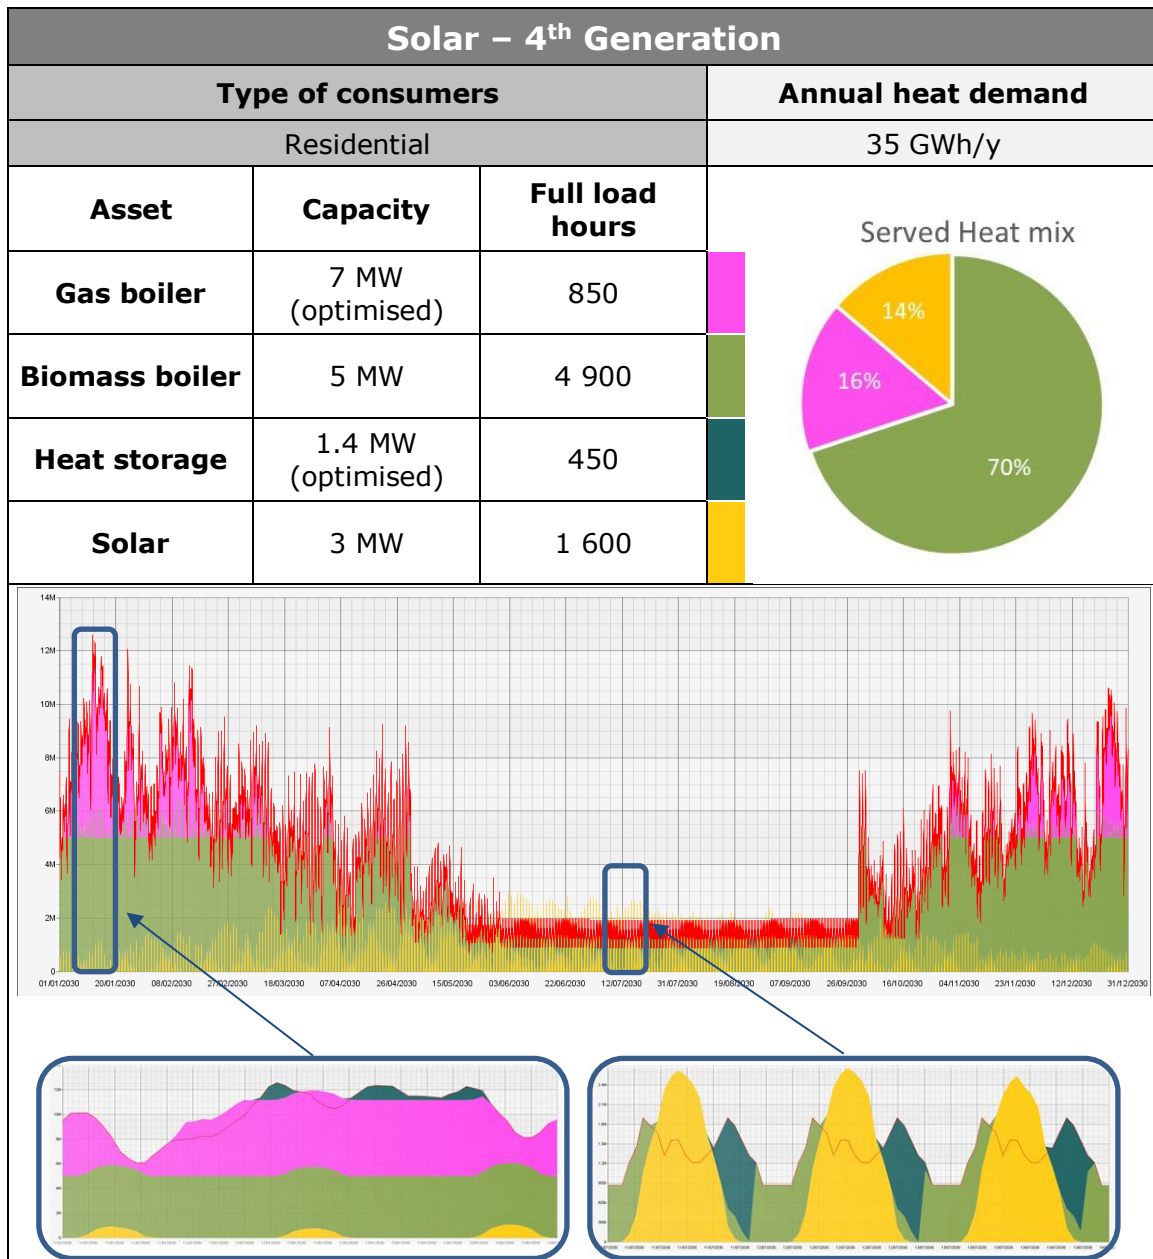 Solar – 4th Generation
Type of consumers
Annual heat demand
Residential
35 GWh/y
Asset
Capacity
Full load
hours
Served Heat mix
Gas boiler
7 MW
(optimised)
850
Biomass boiler
5 MW
4 900
Heat storage
1.4 MW
(optimised)
450
Solar
3 MW
1 600
14%
16%
70%
14M
12M
10M
8M
6M
4M
2M
0
01/01/2030 20/01/2030 08/02/2030 27/02/2030 18/03/2030 07/04/2030 26/04/2030 15/05/2030 03/06/2030 22/06/2030 12/07/2030 31/07/2030 19/08/2030 07/09/2030 26/09/2030 16/10/2030 04/11/2030 23/11/2030 12/12/2030 31/12/2030